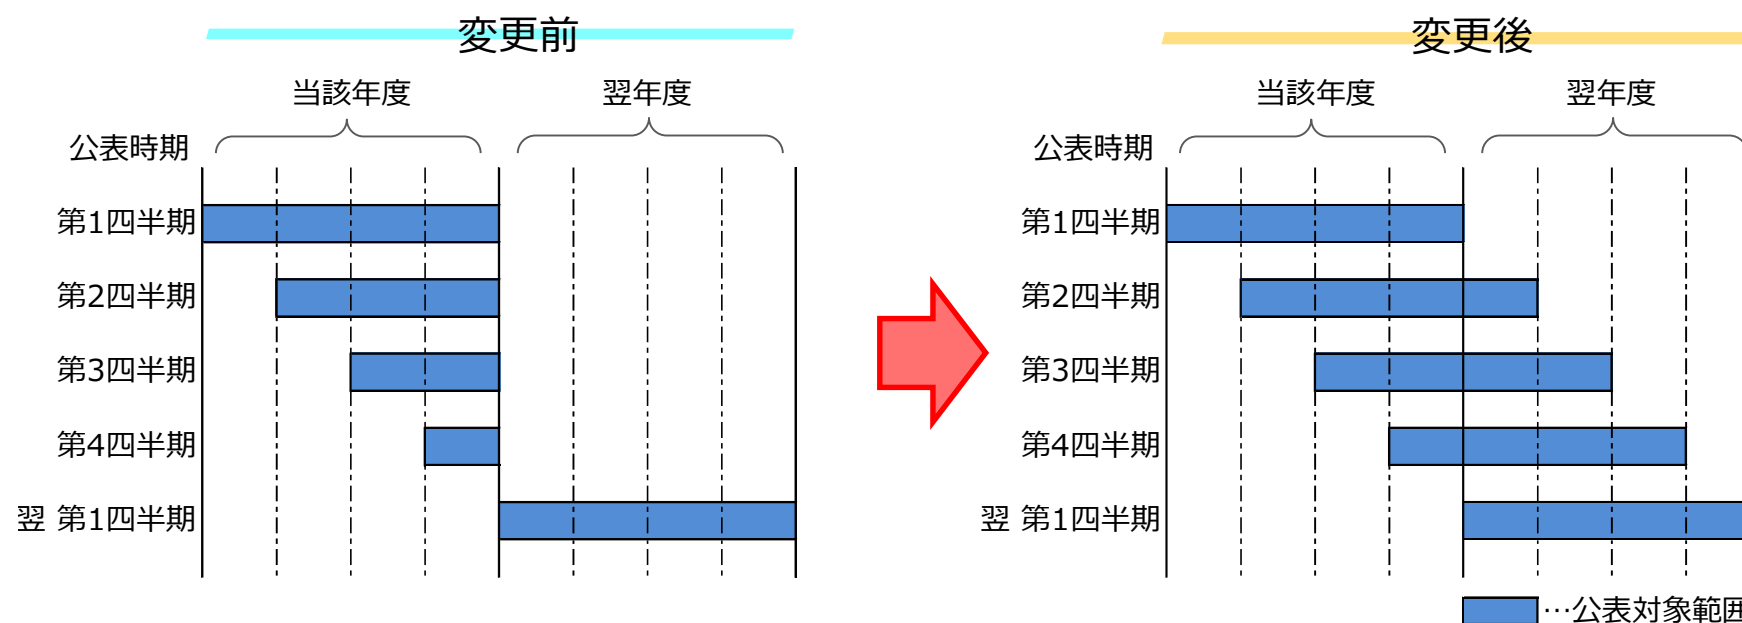 変更前
当該年度
翌年度
公表時期
第1四半期
第2四半期
第3四半期
第4四半期
翌 第1四半期
変更後
当該年度
翌年度
公表時期
第1四半期
第2四半期
第3四半期
第4四半期
翌 第1四半期
…公表対象範囲